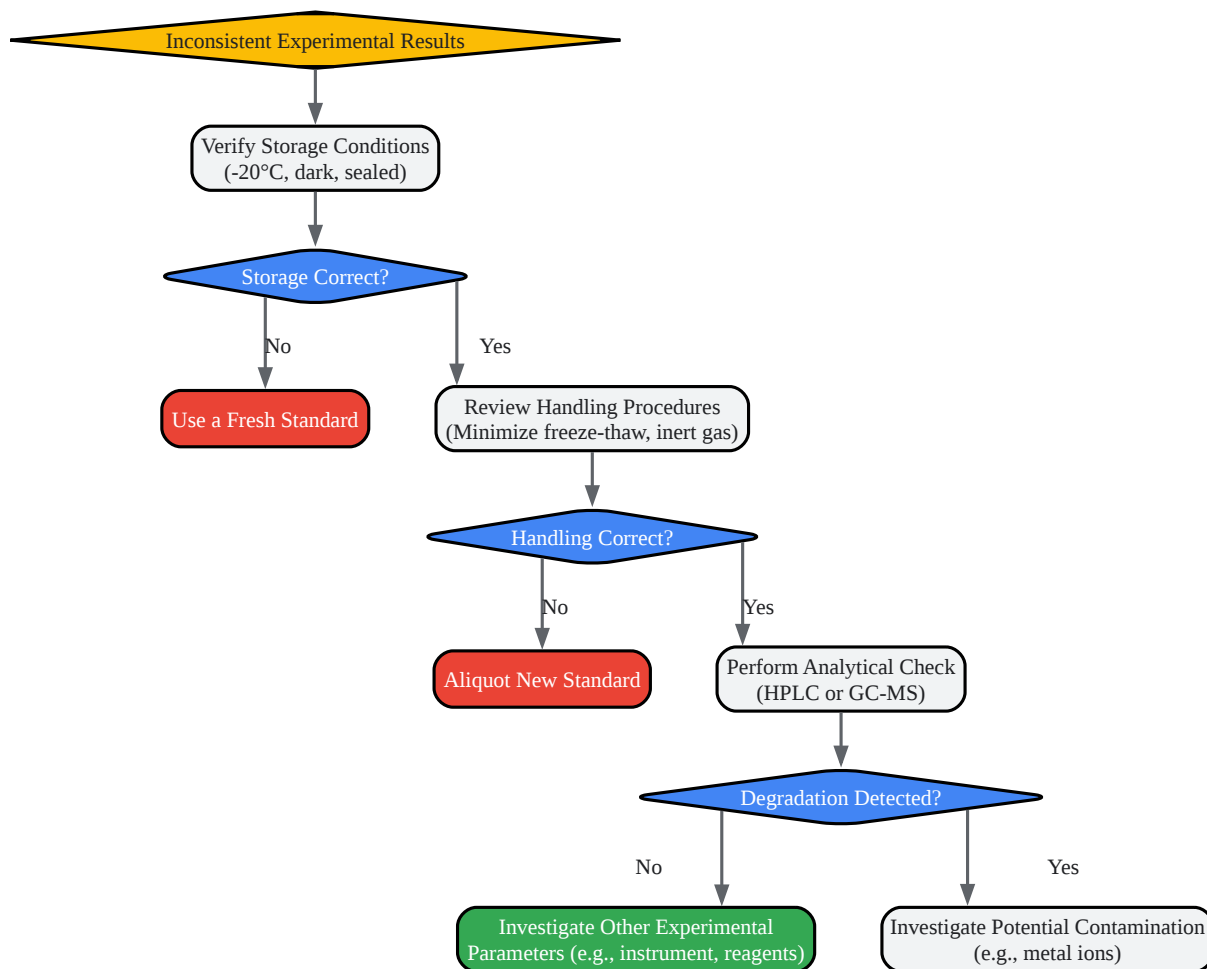 Inconsistent Experimental Results
Verify Storage Conditions
(-20°C, dark, sealed)
Storage Correct?
No
Yes
Use a Fresh Standard
Review Handling Procedures
(Minimize freeze-thaw, inert gas)
Handling Correct?
No
Yes
Aliquot New Standard
Perform Analytical Check
(HPLC or GC-MS)
Degradation Detected?
No
Yes
Investigate Other Experimental
Parameters (e.g., instrument, reagents)
Investigate Potential Contamination
(e.g., metal ions)